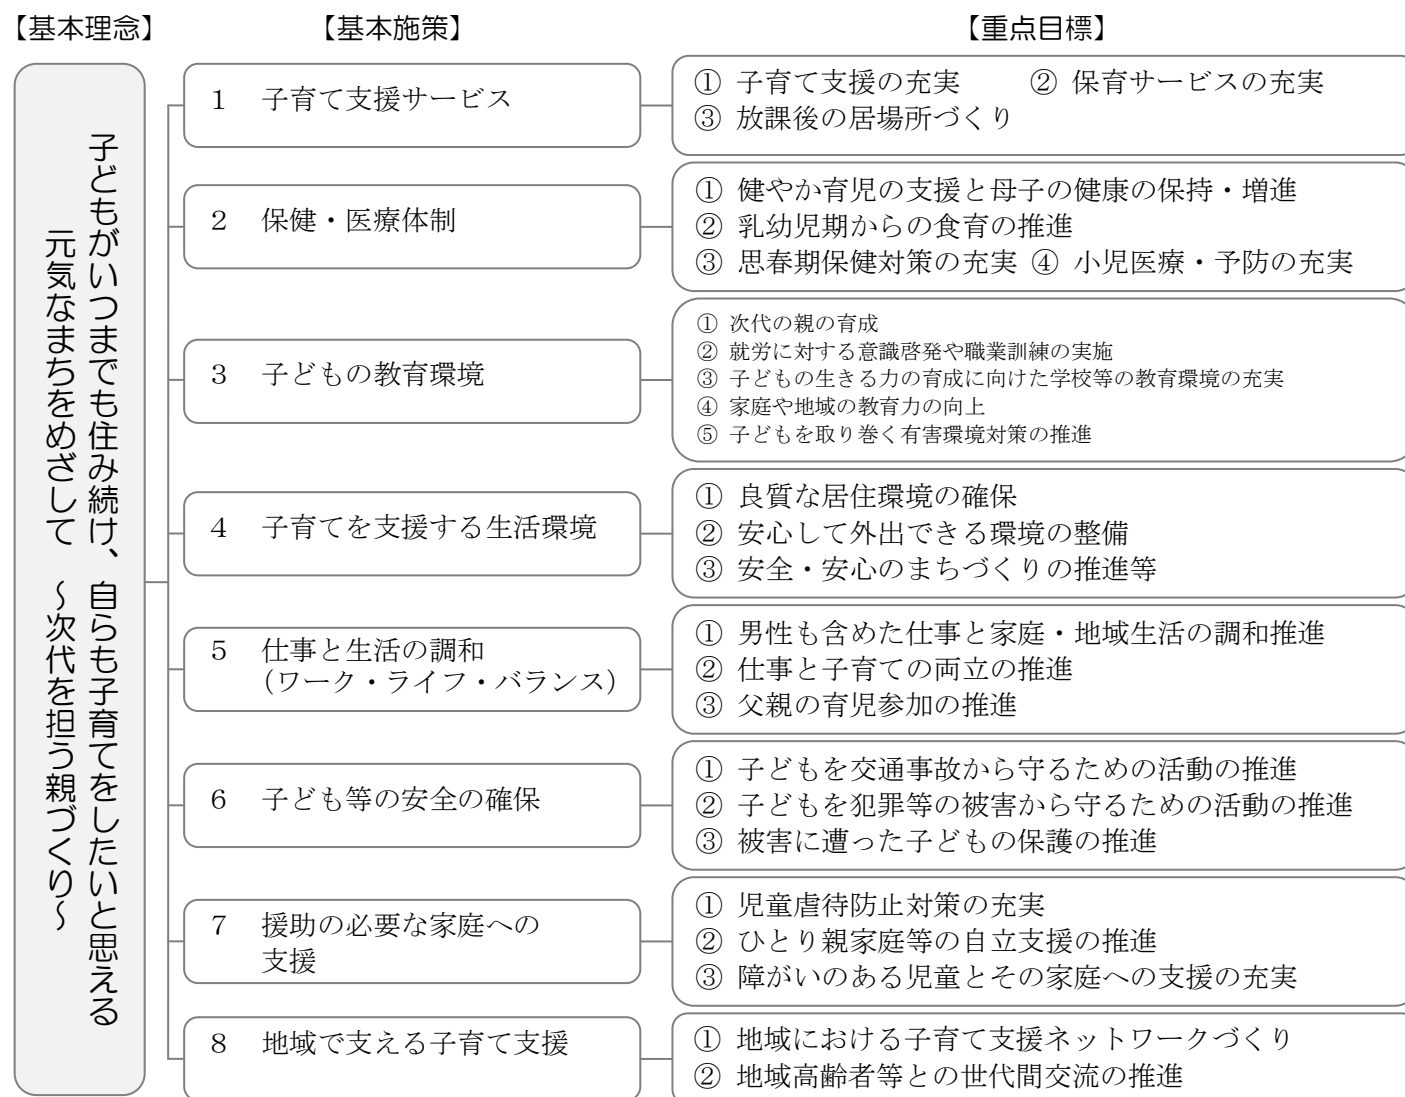 【基本理念】 【基本施策】 【重点目標】
子どもがいつまでも住み続け、自らも子育てをしたいと思える
元気なまちをめざして ～次代を担う親づくり～
1 子育て支援サービス
① 子育て支援の充実 ② 保育サービスの充実
③ 放課後の居場所づくり
2 保健・医療体制
① 健やか育児の支援と母子の健康の保持・増進
② 乳幼児期からの食育の推進
③ 思春期保健対策の充実 ④ 小児医療・予防の充実
3 子どもの教育環境
① 次代の親の育成
② 就労に対する意識啓発や職業訓練の実施
③ 子どもの生きる力の育成に向けた学校等の教育環境の充実
④ 家庭や地域の教育力の向上
⑤ 子どもを取り巻く有害環境対策の推進
4 子育てを支援する生活環境
① 良質な居住環境の確保
② 安心して外出できる環境の整備
③ 安全・安心のまちづくりの推進等
5 仕事と生活の調和
（ワーク・ライフ・バランス）
① 男性も含めた仕事と家庭・地域生活の調和推進
② 仕事と子育ての両立の推進
③ 父親の育児参加の推進
6 子ども等の安全の確保
① 子どもを交通事故から守るための活動の推進
② 子どもを犯罪等の被害から守るための活動の推進
③ 被害に遭った子どもの保護の推進
7 援助の必要な家庭への
支援
① 児童虐待防止対策の充実
② ひとり親家庭等の自立支援の推進
③ 障がいのある児童とその家庭への支援の充実
8 地域で支える子育て支援
① 地域における子育て支援ネットワークづくり
② 地域高齢者等との世代間交流の推進